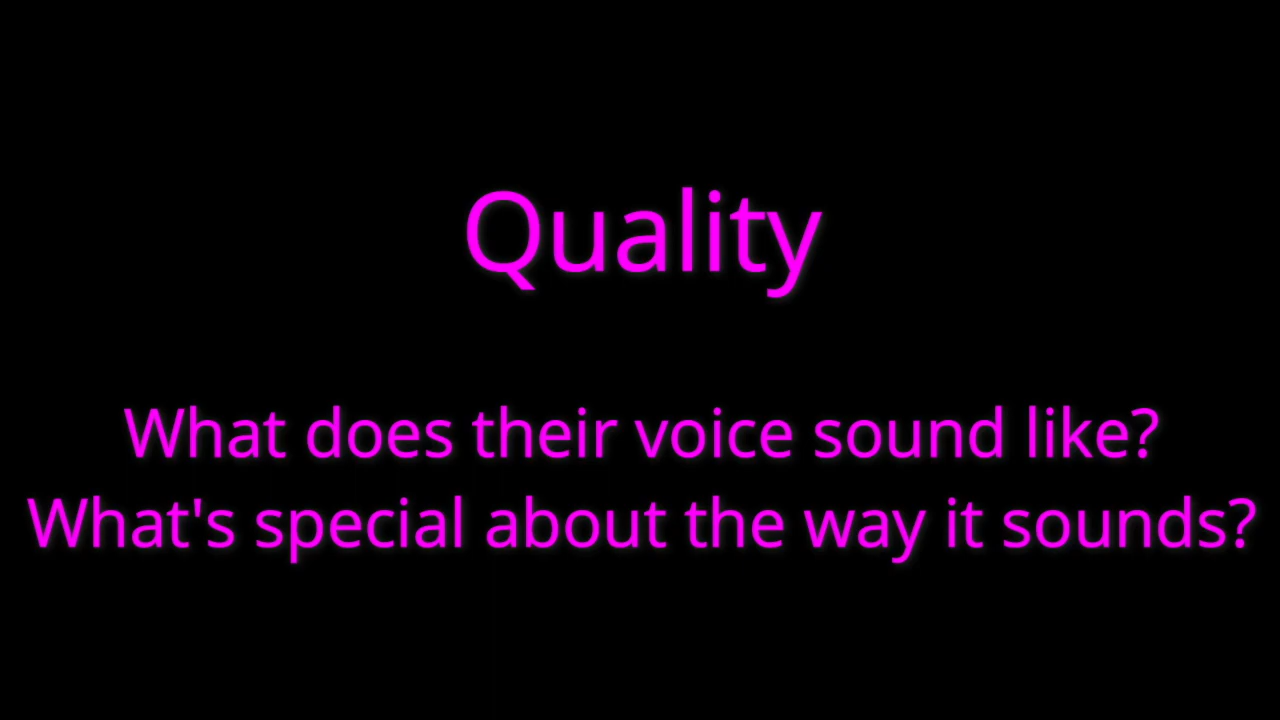 Quality
What does their voice sound like?
What's special about the way it sounds?